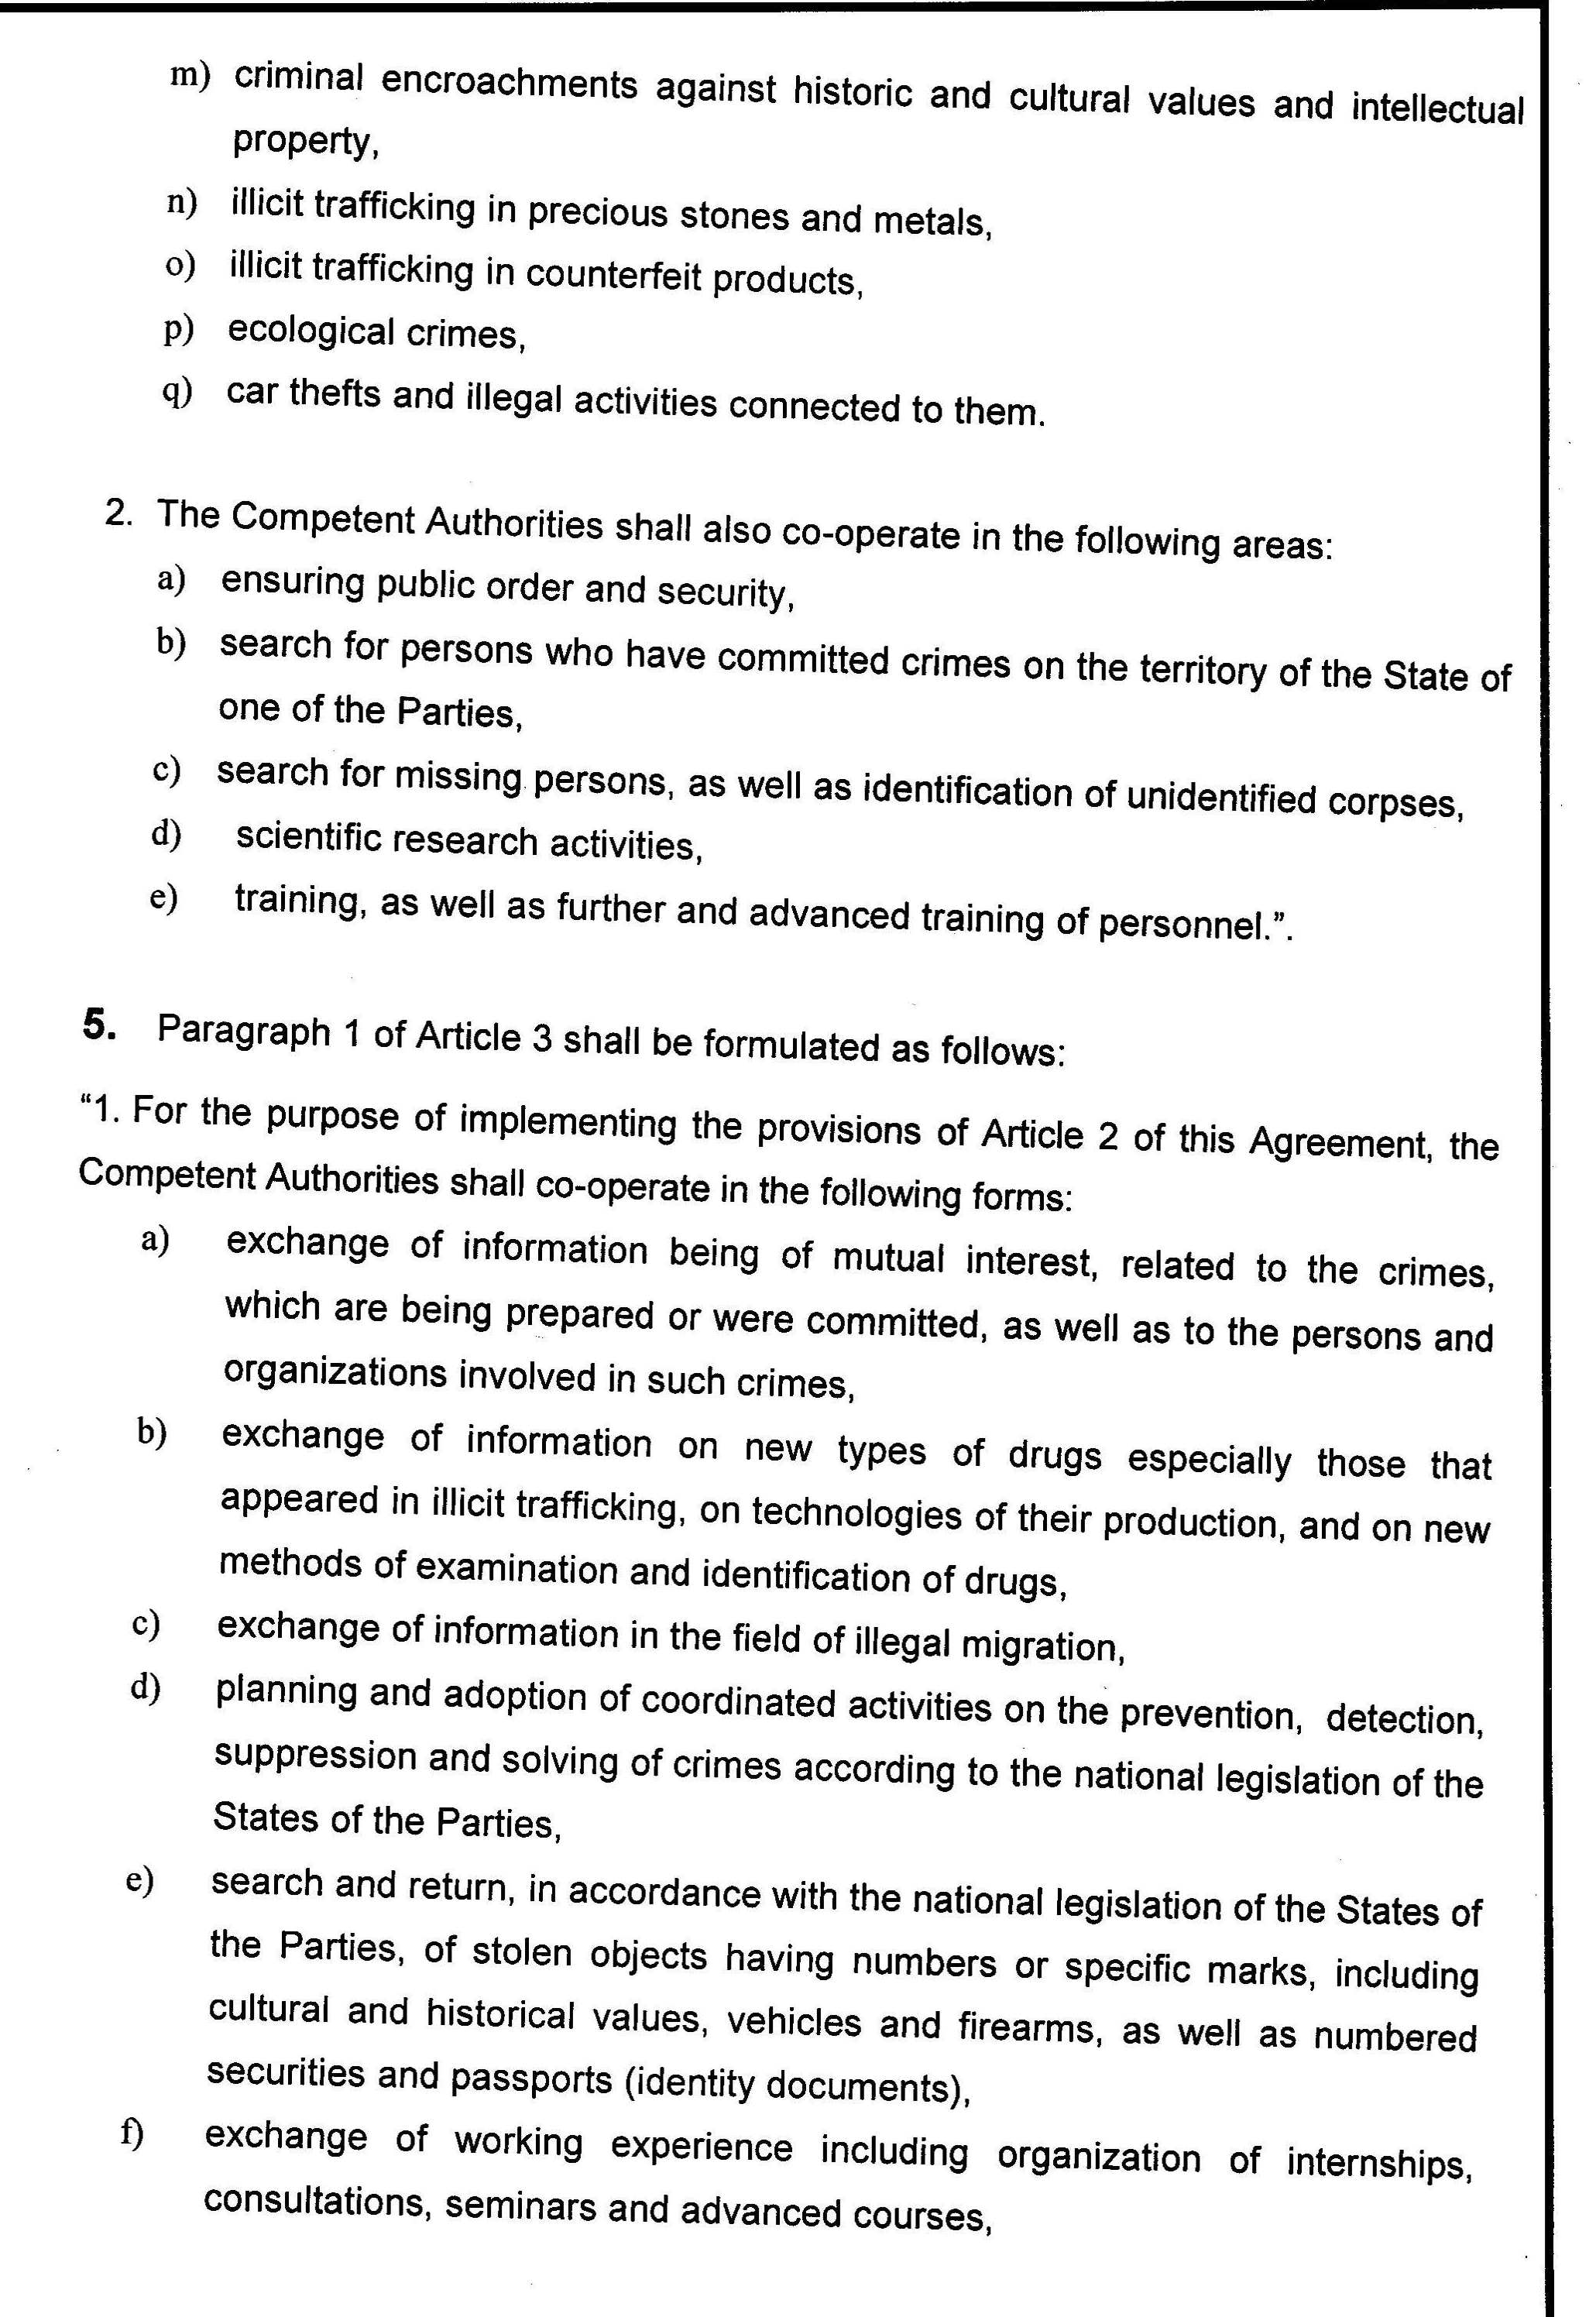 m) criminal encroachments against historic and cultural values and intellectual
property,
n) illicit trafficking in precious stones and metals,
o) illicit trafficking in counterfeit products,
p) ecological crimes,
q) car thefts and illegal activities connected to them.
2. The Competent Authorities shall also co-operate in the following areas:
a) ensuring public order and security,
b) search for persons who have committed crimes on the territory of the State of
one of the Parties,
c) search for missing persons, as well as identification of unidentified corpses,
d) scientific research activities,
e) training, as well as further and advanced training of personnel.”.
5. Paragraph 1 of Article 3 shall be formulated as follows:
“1. For the purpose of implementing the provisions of Article 2 of this Agreement, the
Competent Authorities shall co-operate in the following forms:
a) exchange of information being of mutual interest, related to the crimes,
which are being prepared or were committed, as well as to the persons and
organizations involved in such crimes,
b) exchange of information on new types of drugs especially those that
appeared in illicit trafficking, on technologies of their production, and on new
methods of examination and identification of drugs,
c) exchange of information in the field of illegal migration,
d) planning and adoption of coordinated activities on the prevention, detection,
suppression and solving of crimes according to the national legislation of the
States of the Parties,
e) search and return, in accordance with the national legislation of the States of
the Parties, of stolen objects having numbers or specific marks, including
cultural and historical values, vehicles and firearms, as well as numbered
securities and passports (identity documents),
f) exchange of working experience including organization of internships,
consultations, seminars and advanced courses,